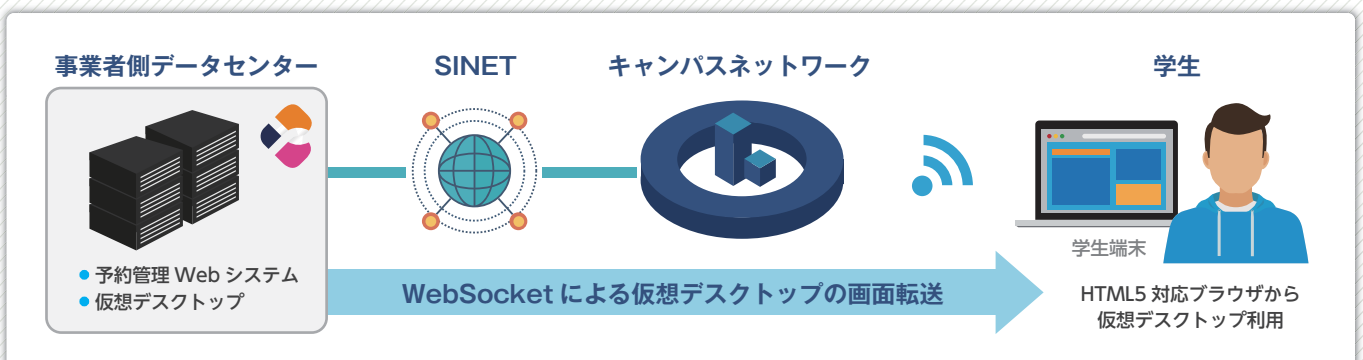 事業者側データセンター
SINET
キャンパスネットワーク
学生
学生端末
● 予約管理 Web システム
● 仮想デスクトップ
WebSocket による仮想デスクトップの画面転送
HTML5 対応ブラウザから
仮想デスクトップ利用